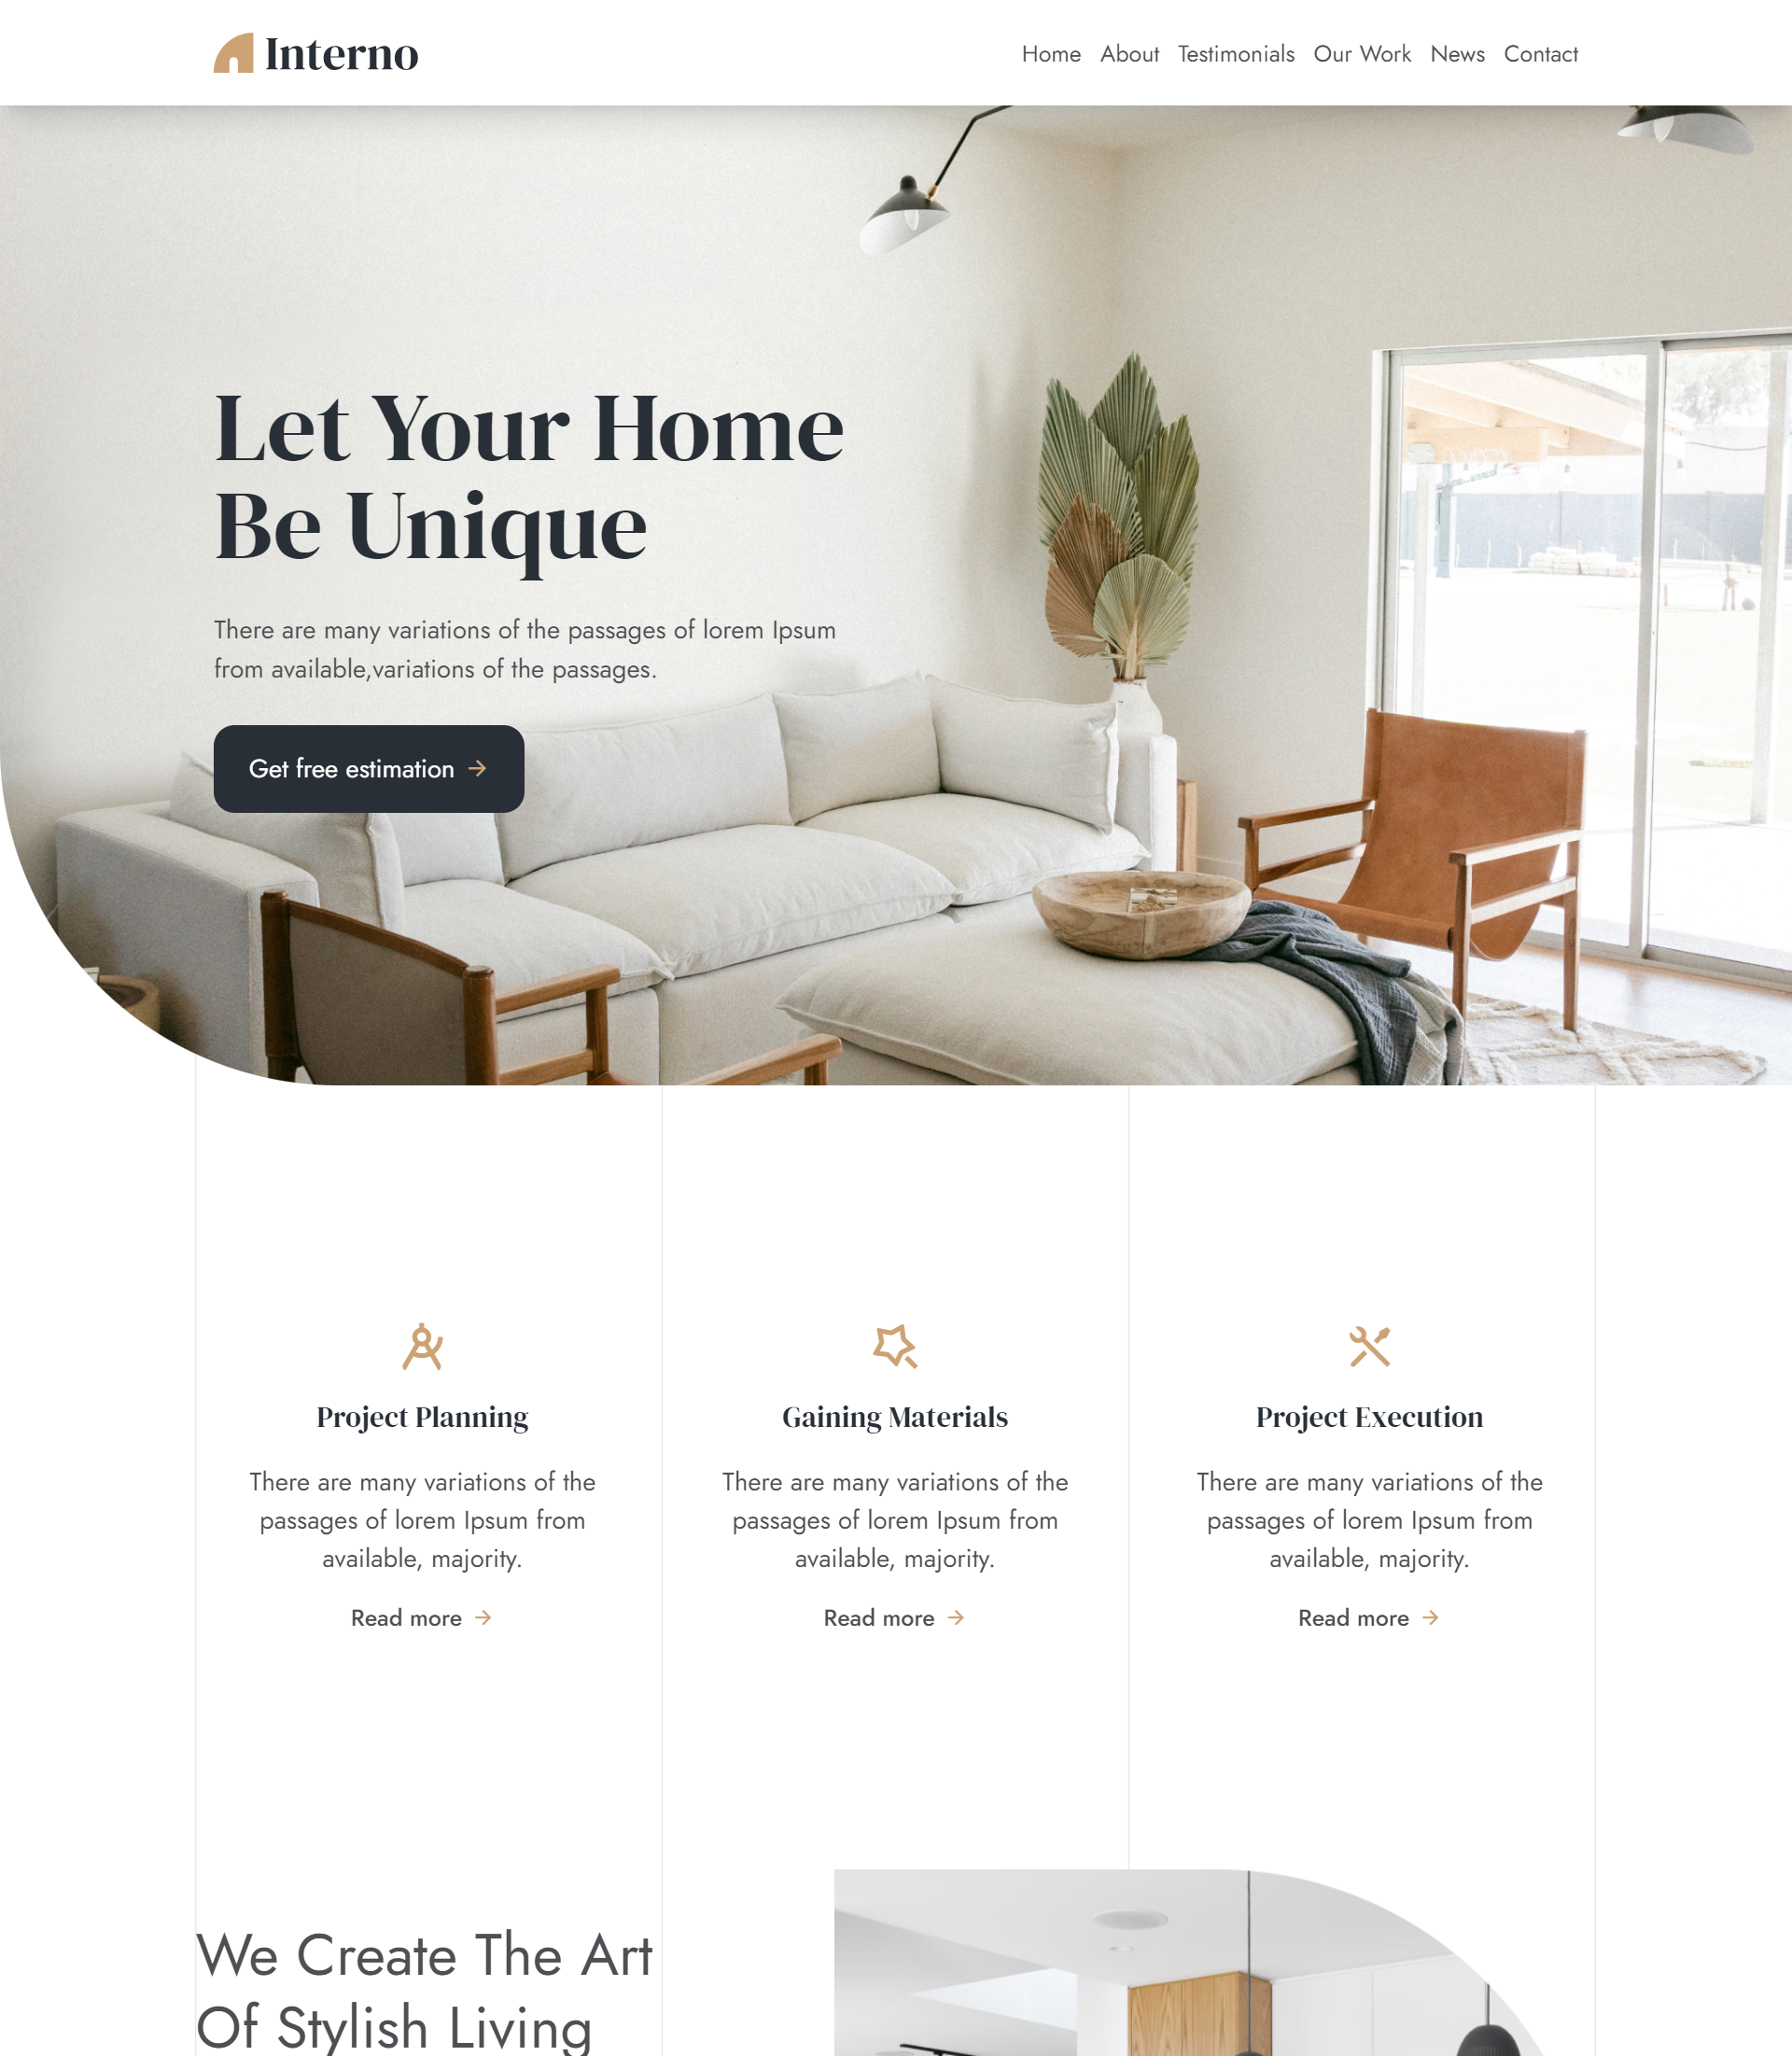 Interno
Home About Testimonials Our Work News Contact
Let Your Home
Be Unique
There are many variations of the passages of lorem Ipsum
from available,variations of the passages.
Get free estimation
Project Planning
There are many variations of the
passages of lorem Ipsum from
available, majority.
Read more
Gaining Materials
There are many variations of the
passages of lorem Ipsum from
available, majority.
Read more
Project Execution
There are many variations of the
passages of lorem Ipsum from
available, majority.
Read more
We Create The Art
Of Stylish Living